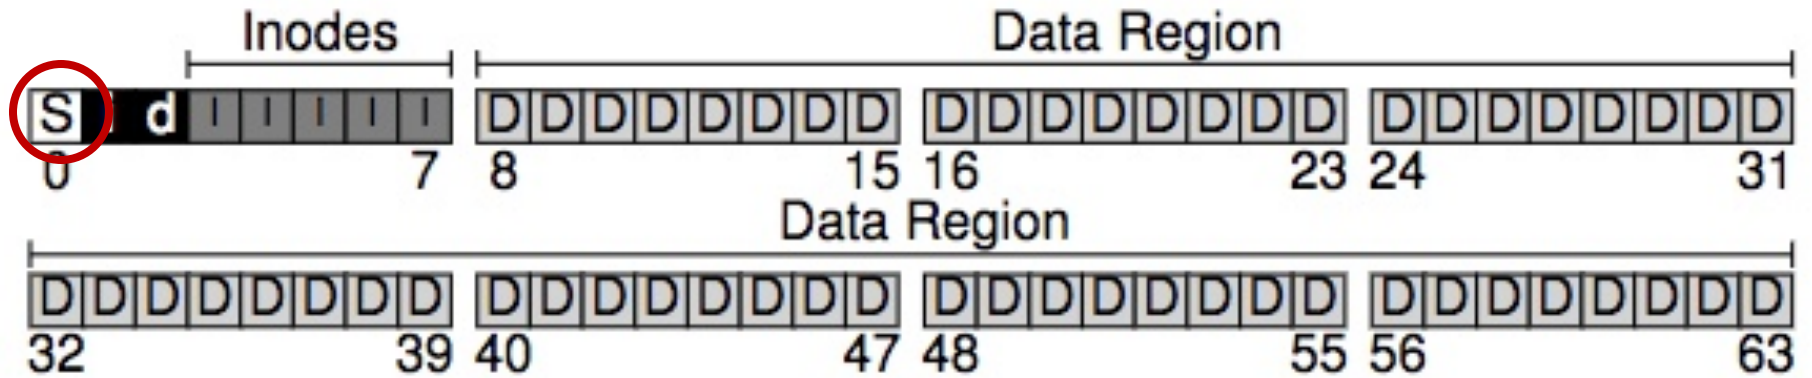 Inodes Data Region
S i d I I I I I D D D D D D D D D D D D D D D D D D D D D D D D
0 7 8 15 16 23 24 31
Data Region
D D D D D D D D D D D D D D D D D D D D D D D D D D D D D D D D
32 39 40 47 48 55 56 63